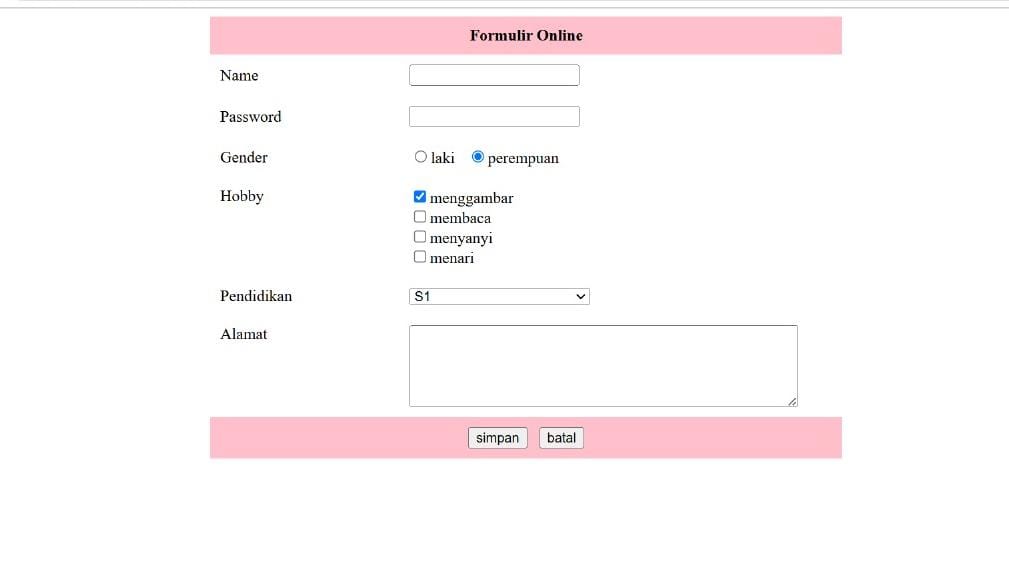 Formulir Online
Name
Password
Gender laki perempuan
Hobby menggambar
membaca
menyanyi
menari
Pendidikan S1
Alamat
simpan batal